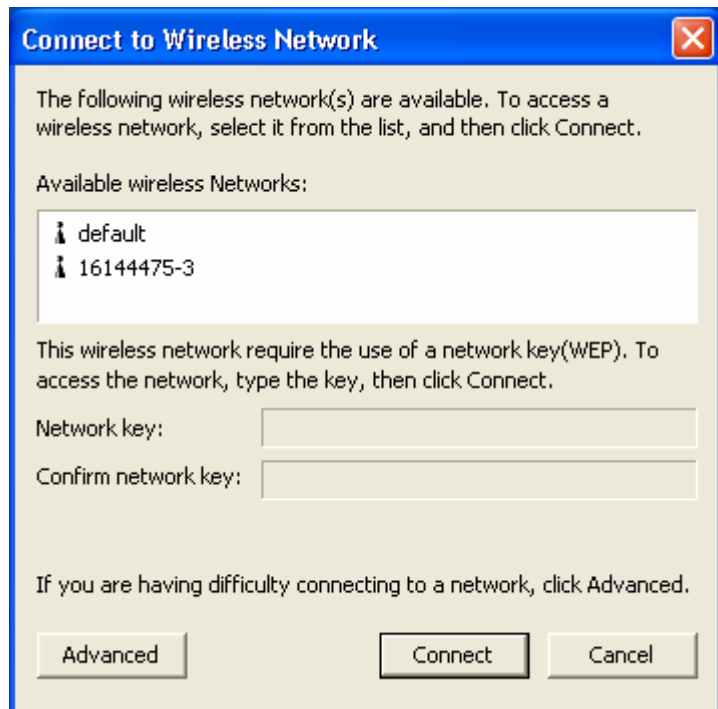 Connect to Wireless Network
The following wireless network(s) are available. To access a
wireless network, select it from the list, and then click Connect.
Available wireless Networks:
default
16144475-3
This wireless network require the use of a network key(WEP). To
access the network, type the key, then click Connect.
Network key:
Confirm network key:
If you are having difficulty connecting to a network, click Advanced.
Advanced Connect Cancel